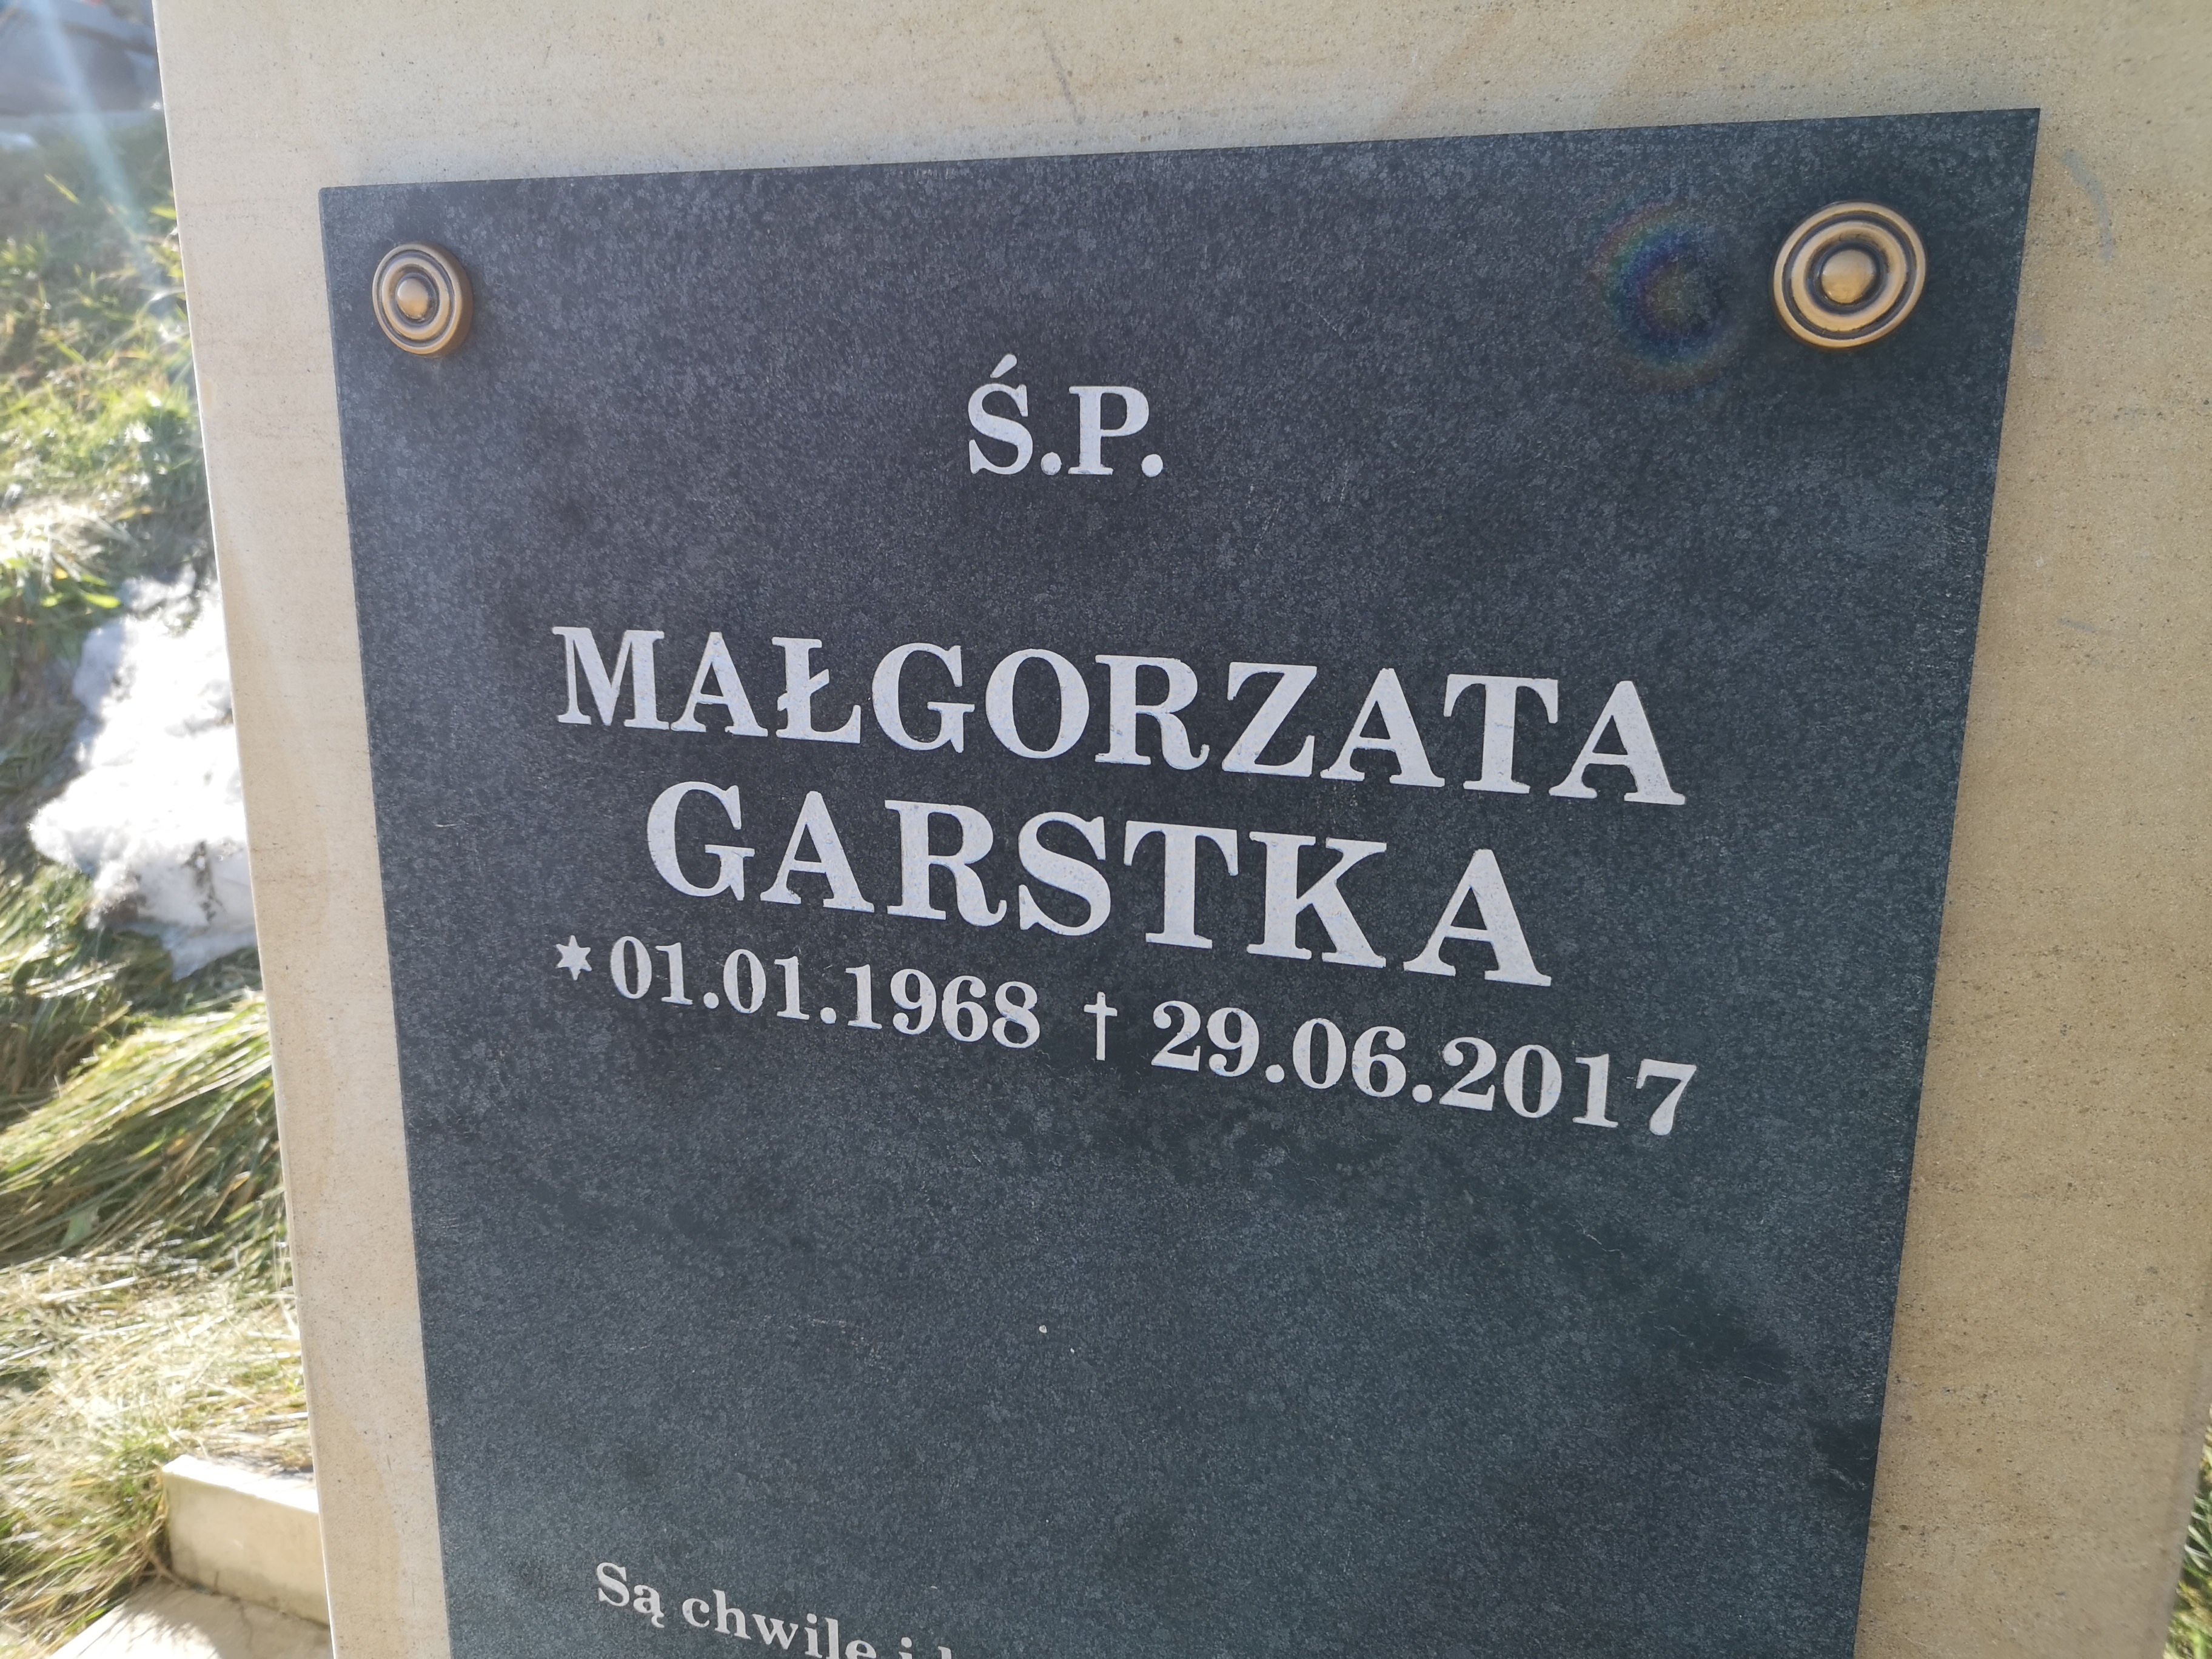 Ś.P.
MAŁGORZATA
GARSTKA
* 01.01.1968 † 29.06.2017
Są chwile i